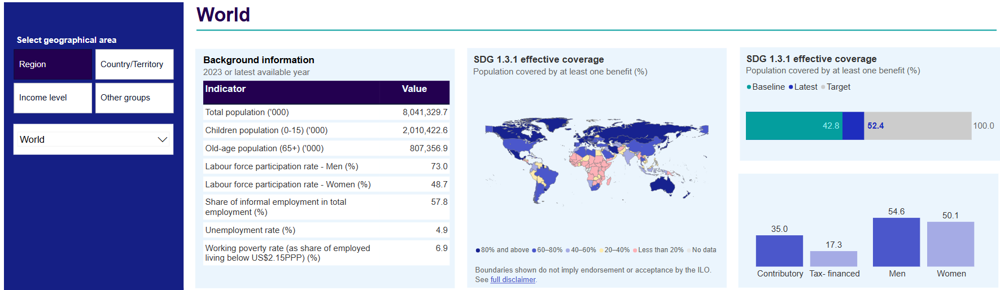 World
Select geographical area
Region
Country/Territory
Income level
Other groups
World
Background information
2023 or latest available year
Indicator Value
Total population ('000) 8,041,329.7
Children population (0-15) ('000) 2,010,422.6
Old-age population (65+) ('000) 807,356.9
Labour force participation rate - Men (%) 73.0
Labour force participation rate - Women (%) 48.7
Share of informal employment in total 57.8
employment (%)
Unemployment rate (%) 4.9
Working poverty rate (as share of employed 6.9
living below US$2.15PPP) (%)
SDG 1.3.1 effective coverage
Population covered by at least one benefit (%)
80% and above 60–80% 40–60% 20–40% Less than 20% No data
Boundaries shown do not imply endorsement or acceptance by the ILO.
See full disclaimer.
SDG 1.3.1 effective coverage
Population covered by at least one benefit (%)
Baseline Latest Target
42.8 52.4 100.0
35.0 17.3 54.6 50.1
Contributory Tax- financed Men Women